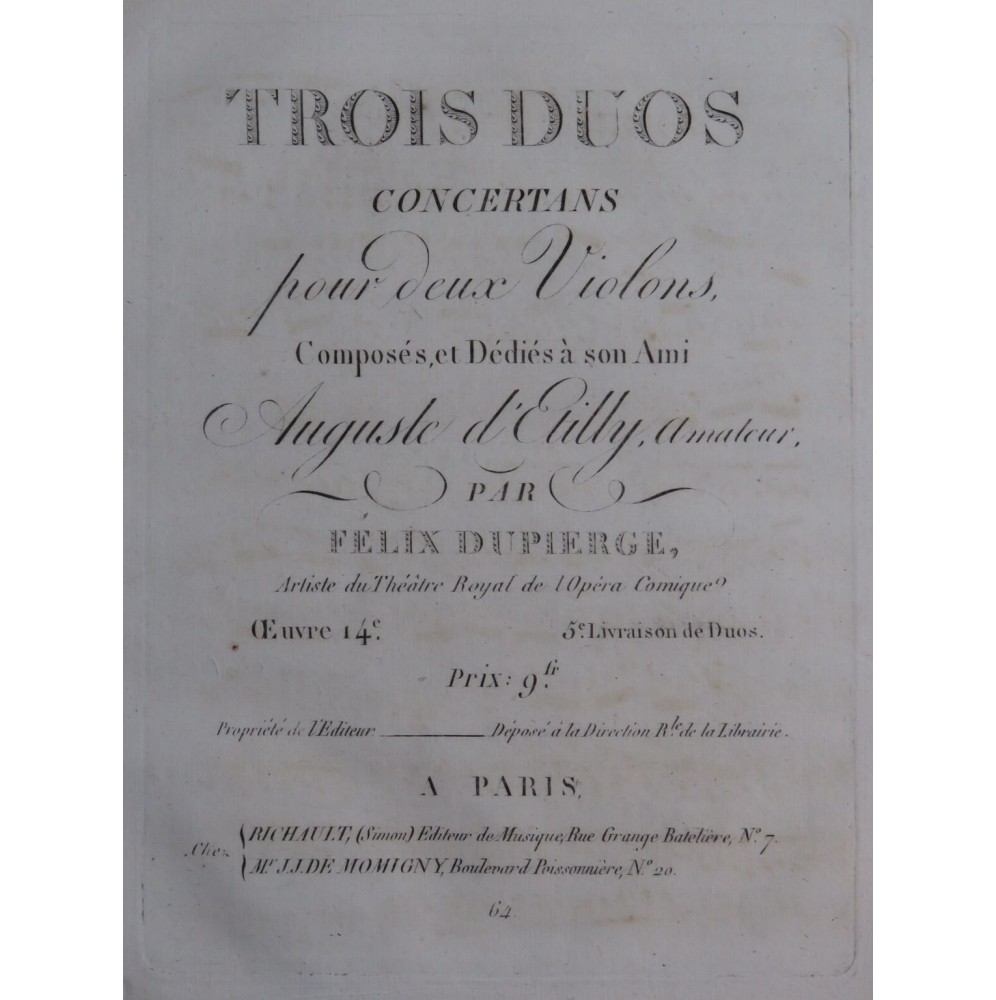 TROIS DUOS
CONCERTANS
pour deux Violons,
Composés, et Dédiés à son Ami
Auguste d'Etilly, Amateur,
PAR
FÉLIX DUPIERGE,
Artiste du Théâtre Royal de l'Opéra Comique
Œuvre 14e. 5e. Livraison de Duos.
Prix: 9fr.
Propriété de l'Editeur Déposé à la Direction Rle. de la Librairie.
A PARIS,
Chez
RICHAULT, (Simon) Editeur de Musique, Rue Grange Batelière, No. 7.
Mr. J.J. DE MOMIGNY, Boulevard Poissonnière, No. 20.
64.